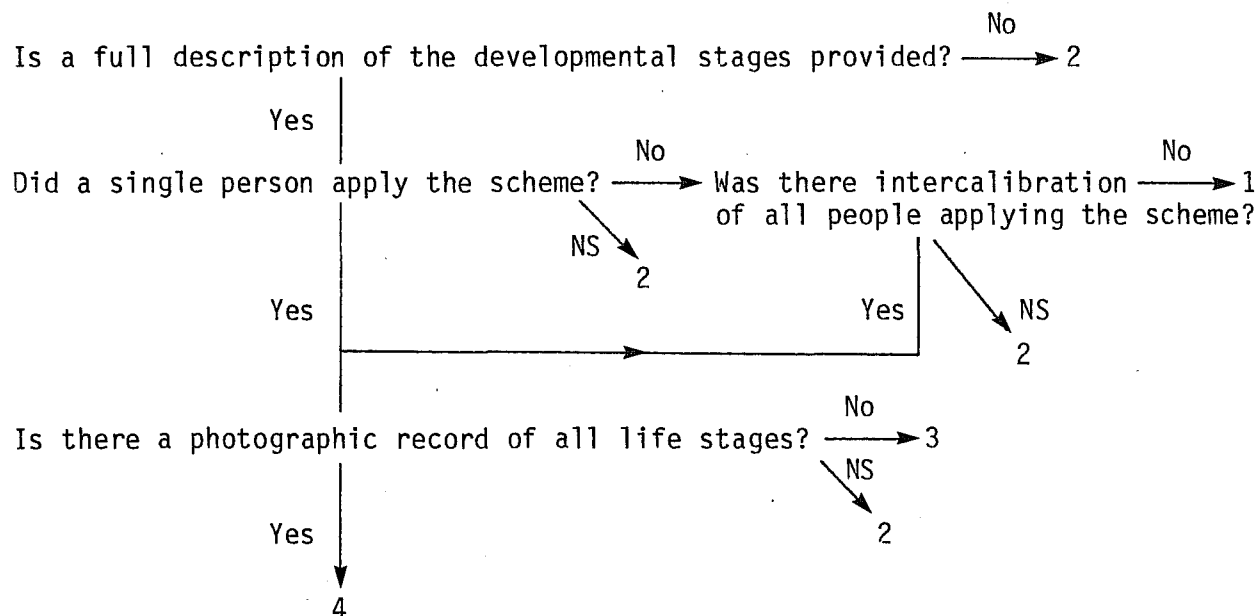 No
Is a full description of the developmental stages provided? 2
Yes
No No
Did a single person apply the scheme? Was there intercalibration 1
of all people applying the scheme?
NS
2
Yes Yes NS
2
No
Is there a photographic record of all life stages? 3
NS
Yes 2
4